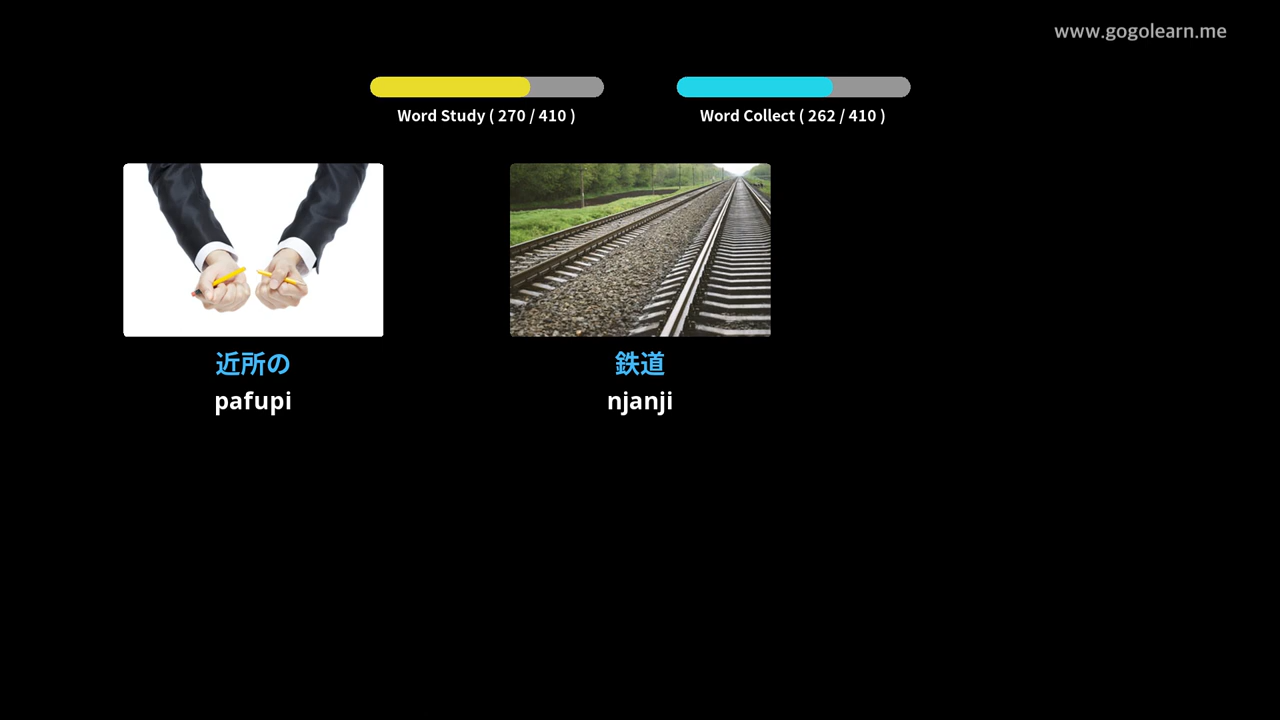 www.gogolearn.me
Word Study ( 270 / 410 )
Word Collect ( 262 / 410 )
近所の
pafupi
鉄道
njanji